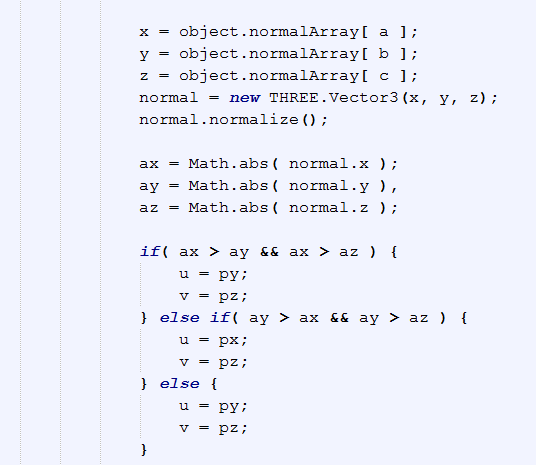 x = object.normalArray[ a ];
y = object.normalArray[ b ];
z = object.normalArray[ c ];
normal = new THREE.Vector3(x, y, z);
normal.normalize();
ax = Math.abs( normal.x );
ay = Math.abs( normal.y ),
az = Math.abs( normal.z );
if( ax > ay && ax > az ) {
u = py;
v = pz;
} else if( ay > ax && ay > az ) {
u = px;
v = pz;
} else {
u = py;
v = pz;
}